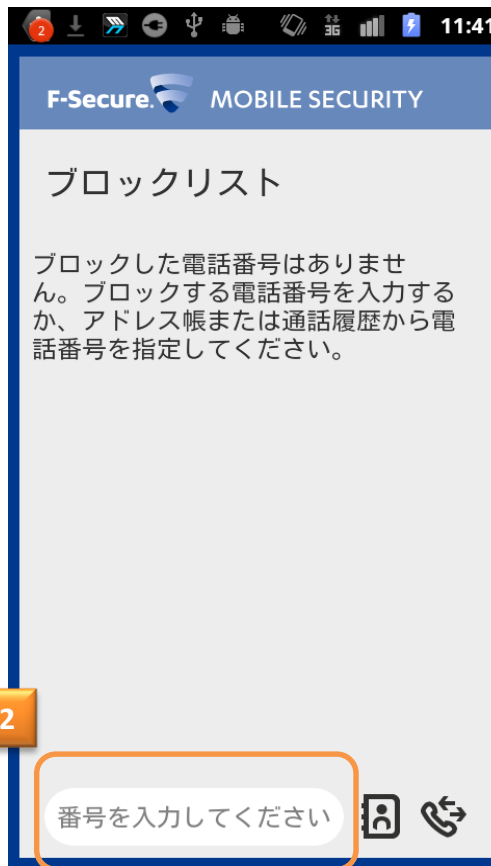 2 3G 11:41
F-Secure. MOBILE SECURITY
ブロックリスト
ブロックした電話番号はありませ
ん。ブロックする電話番号を入力する
か、アドレス帳または通話履歴から電
話番号を指定してください。
2
番号を入力してください